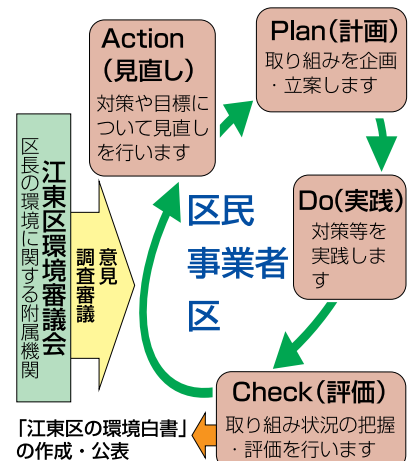 Action
(見直し)
対策や目標に
ついて見直し
を行います
Plan(計画)
取り組みを企画
・立案します
Do(実践)
対策等を
実践しま
す
Check(評価)
取り組み状況の把握
・評価を行います
区民
事業者
区
江東区環境審議会
区長の環境に関する附属機関
意見
調査審議
「江東区の環境白書」
の作成・公表